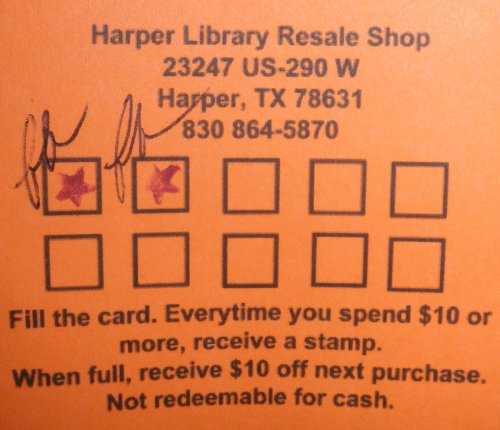 Harper Library Resale Shop
23247 US-290 W
Harper, TX 78631
830 864-5870
Fill the card. Everytime you spend $10 or
more, receive a stamp.
When full, receive $10 off next purchase.
Not redeemable for cash.